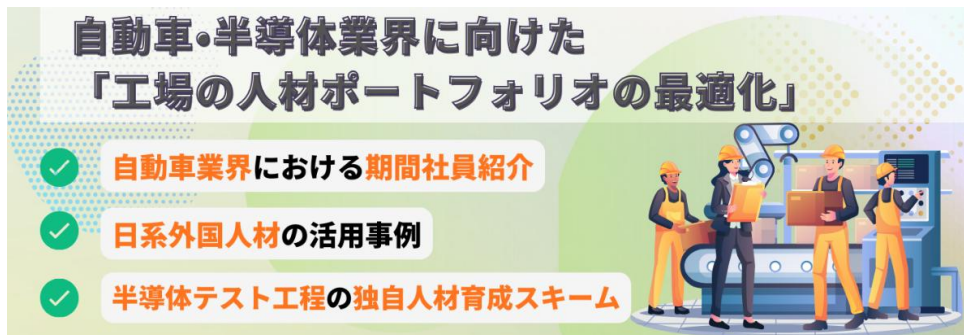 自動車・半導体業界に向けた
「工場の人材ポートフォリオの最適化」
自動車業界における期間社員紹介
日系外国人材の活用事例
半導体テスト工程の独自人材育成スキーム